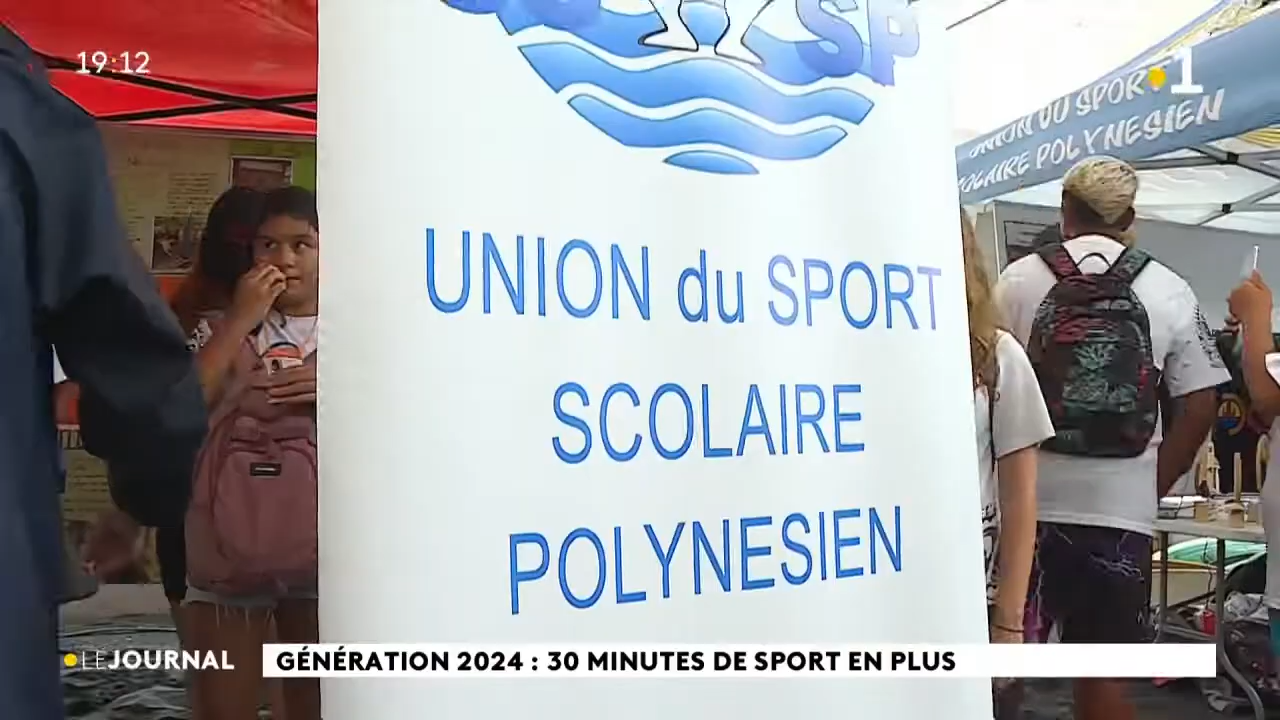 19:12
SP
1
UNION DU SPORT
SCOLAIRE POLYNESIEN
UNION du SPORT
SCOLAIRE
POLYNESIEN
LE JOURNAL
GÉNÉRATION 2024 : 30 MINUTES DE SPORT EN PLUS